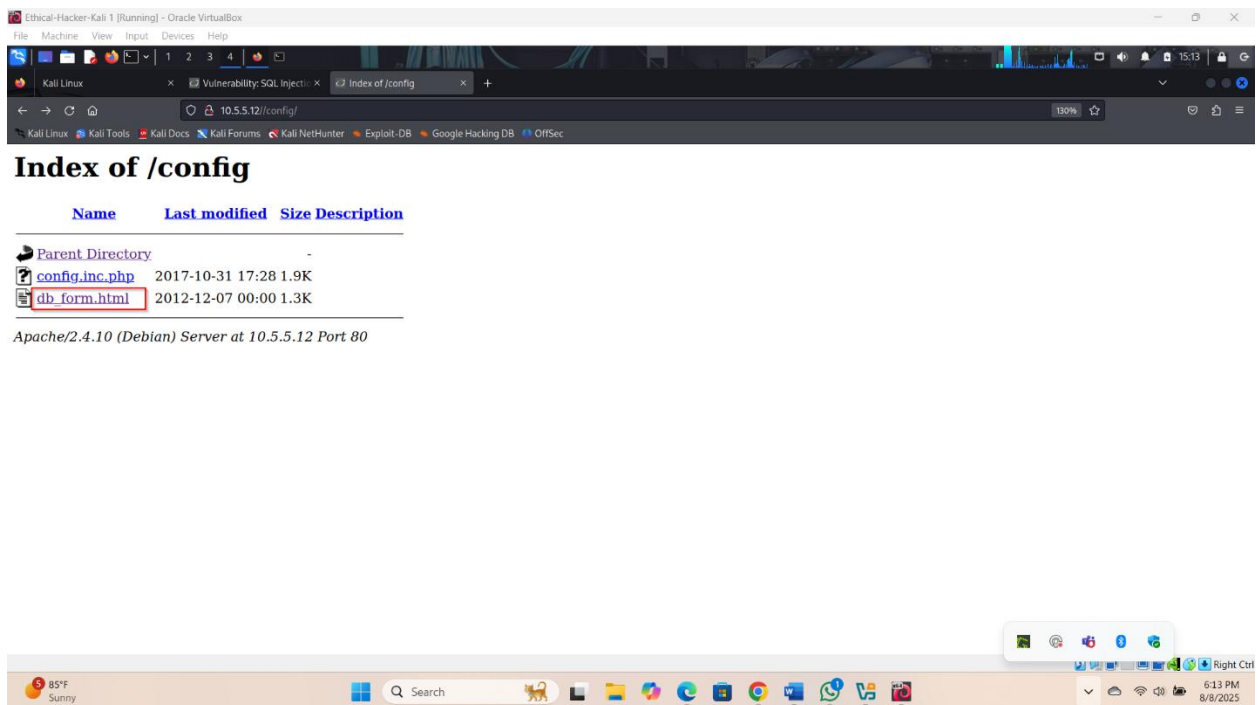 Ethical-Hacker-Kali 1 [Running] - Oracle VirtualBox
File Machine View Input Devices Help
1 2 3 4 15:13
Kali Linux Vulnerability: SQL Injectio Index of /config
10.5.5.12//config/ 130%
Kali Linux Kali Tools Kali Docs Kali Forums Kali NetHunter Exploit-DB Google Hacking DB OffSec
Index of /config
Name Last modified Size Description
Parent Directory -
config.inc.php 2017-10-31 17:28 1.9K
db_form.html 2012-12-07 00:00 1.3K
Apache/2.4.10 (Debian) Server at 10.5.5.12 Port 80
Right Ctrl
5 85°F Search 1 6:13 PM
Sunny 8/8/2025